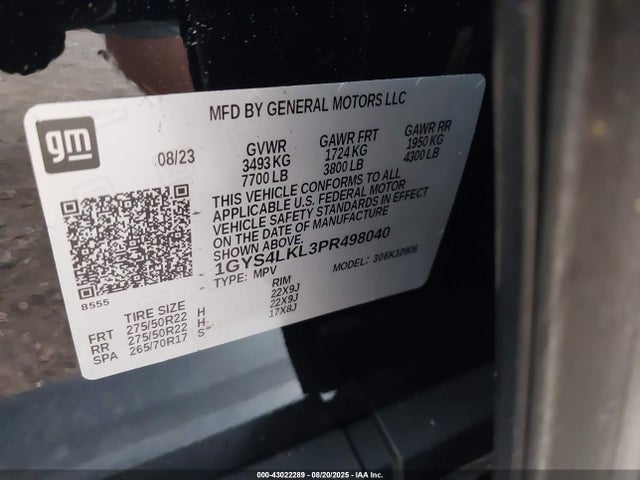 gm
MFD BY GENERAL MOTORS LLC
08/23
GVWR
3493 KG
7700 LB
GAWR FRT
1724 KG
3800 LB
GAWR RR
1950 KG
4300 LB
THIS VEHICLE CONFORMS TO ALL
APPLICABLE U.S. FEDERAL MOTOR
VEHICLE SAFETY STANDARDS IN EFFECT
ON THE DATE OF MANUFACTURE
SHOWN ABOVE.
1GYS4LKL3PR498040
TYPE: MPV
MODEL: 306K10906
8555
TIRE SIZE
RIM
FRT 275/50R22 H 22X9J
RR 275/50R22 H 22X9J
SPA 265/70R17 S 17X8J
000-43022289 - 08/20/2025 - IAA Inc.